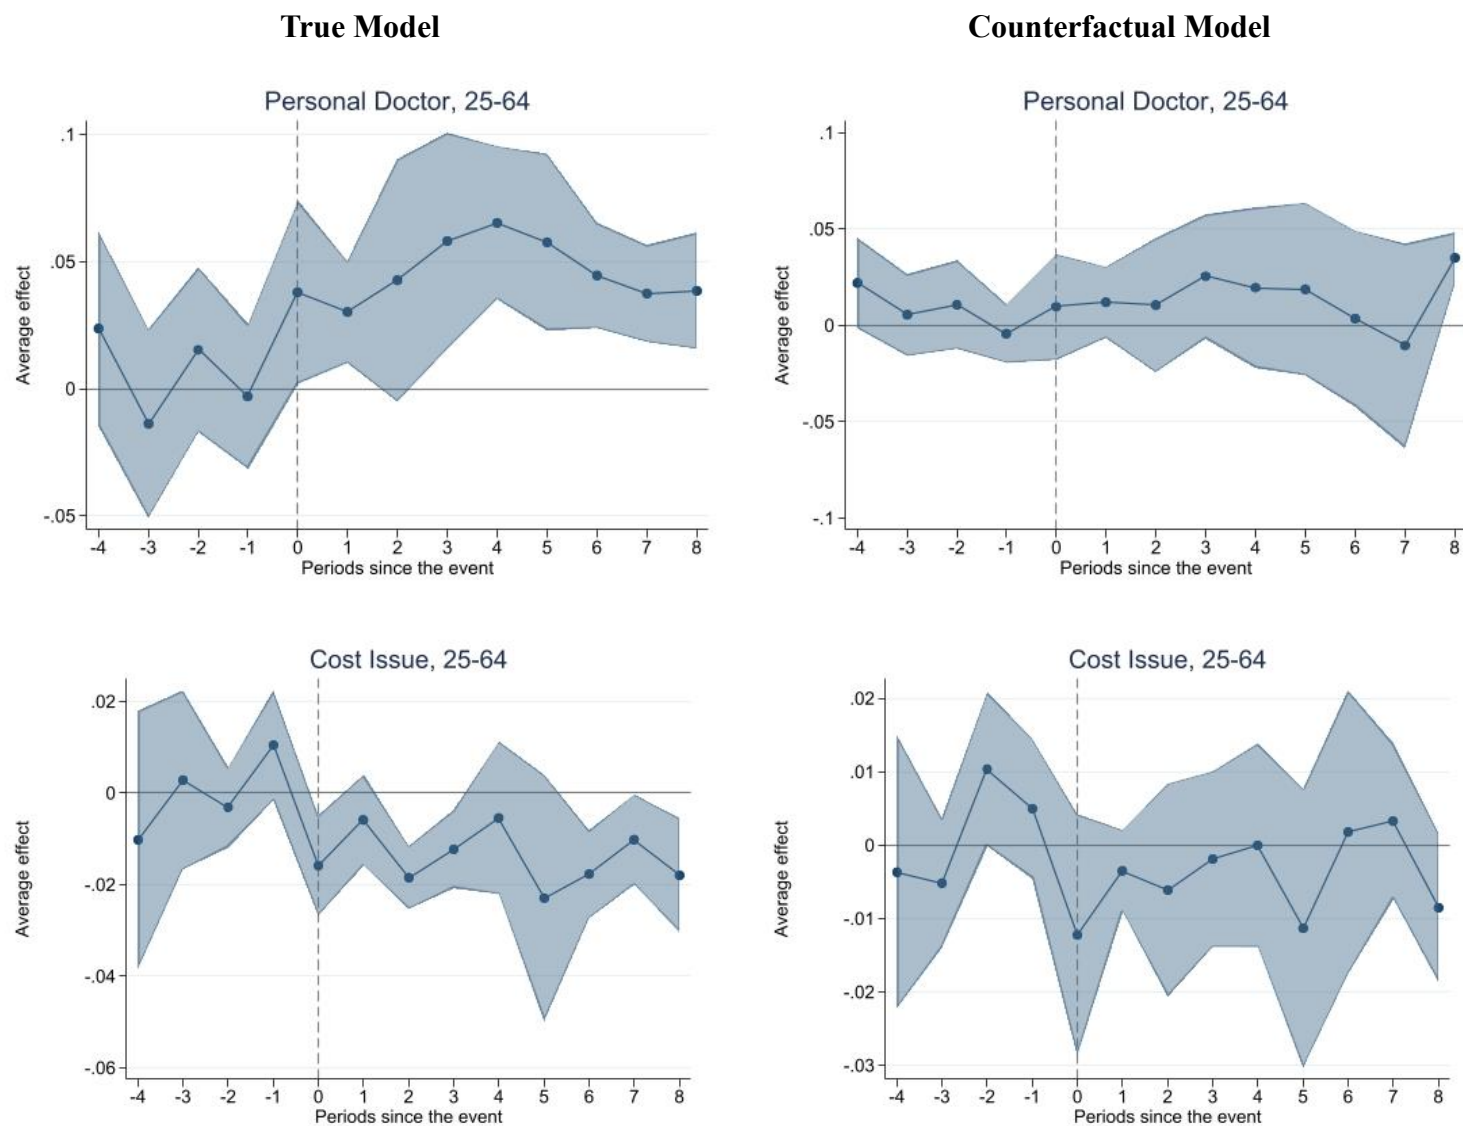 True Model
Counterfactual Model
Personal Doctor, 25-64
.1
.05
0
-.05
Average effect
-4 -3 -2 -1 0 1 2 3 4 5 6 7 8
Periods since the event
Personal Doctor, 25-64
.1
.05
0
-.05
-.1
Average effect
-4 -3 -2 -1 0 1 2 3 4 5 6 7 8
Periods since the event
Cost Issue, 25-64
.02
0
-.02
-.04
-.06
Average effect
-4 -3 -2 -1 0 1 2 3 4 5 6 7 8
Periods since the event
Cost Issue, 25-64
.02
.01
0
-.01
-.02
-.03
Average effect
-4 -3 -2 -1 0 1 2 3 4 5 6 7 8
Periods since the event